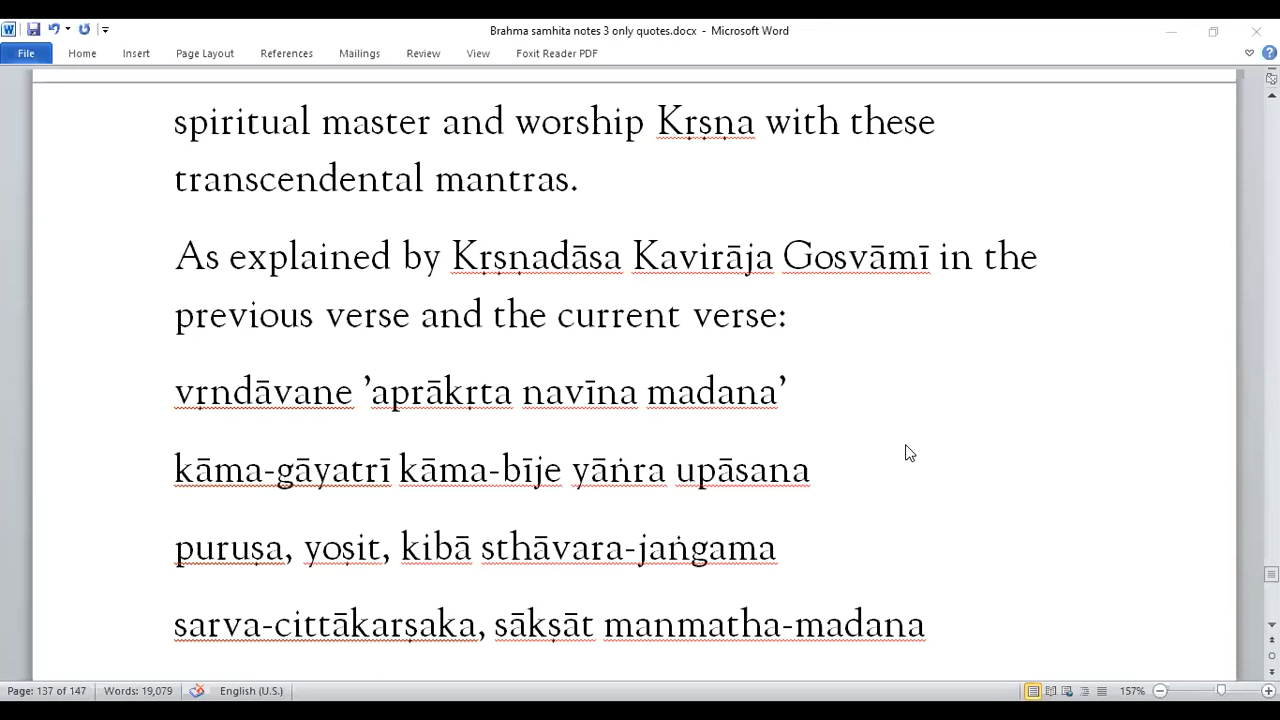 Brahma samhita notes 3 only quotes.docx - Microsoft Word
File Home Insert Page Layout References Mailings Review View Foxit Reader PDF
spiritual master and worship Kṛṣṇa with these
transcendental mantras.
As explained by Kṛṣṇadāsa Kavirāja Gosvāmī in the
previous verse and the current verse:
vṛndāvane ’aprākṛta navīna madana’
kāma-gāyatrī kāma-bīje yāṅra upāsana
puruṣa, yoṣit, kibā sthāvara-jaṅgama
sarva-cittākarṣaka, sākṣāt manmatha-madana
Page: 137 of 147 Words: 19,079 English (U.S.) 157%